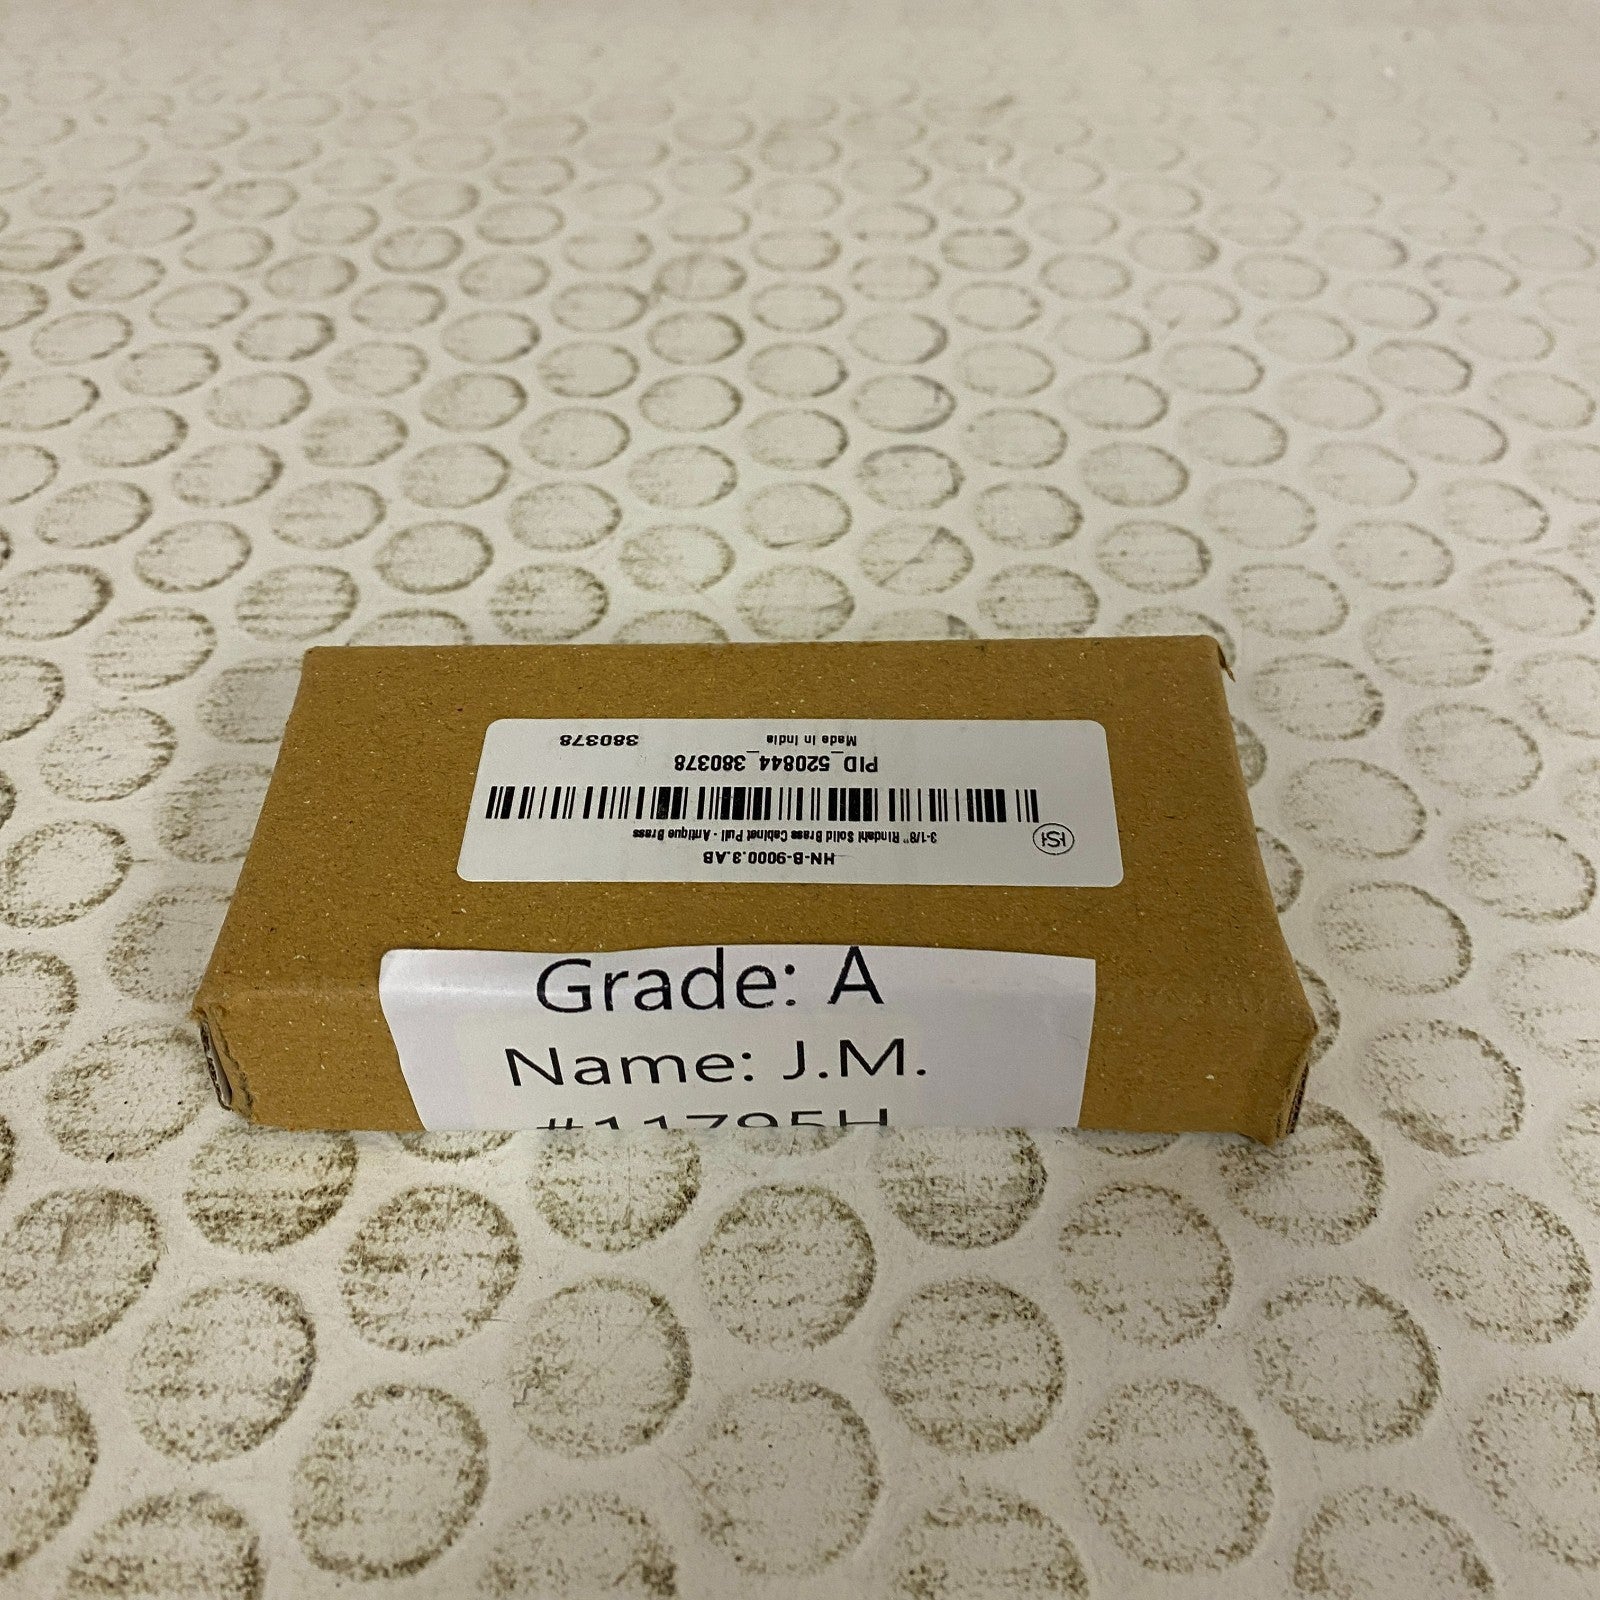 HN-B-9000.3.AB
3-1/8" Rindahl Solid Brass Cabinet Pull - Antique Brass
PID_520844_380378
Made In India 380378
Grade: A
Name: J.M.
#11795H